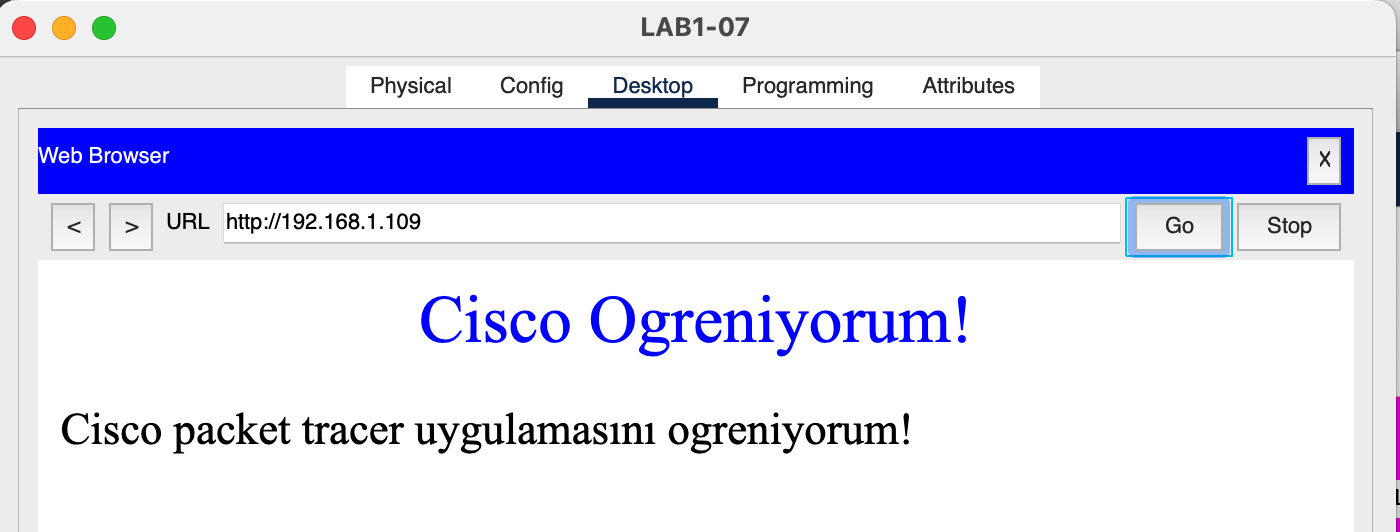 LAB1-07
Physical Config Desktop Programming Attributes
Web Browser X
< > URL http://192.168.1.109 Go Stop
Cisco Ogreniyorum!
Cisco packet tracer uygulamasını ogreniyorum!